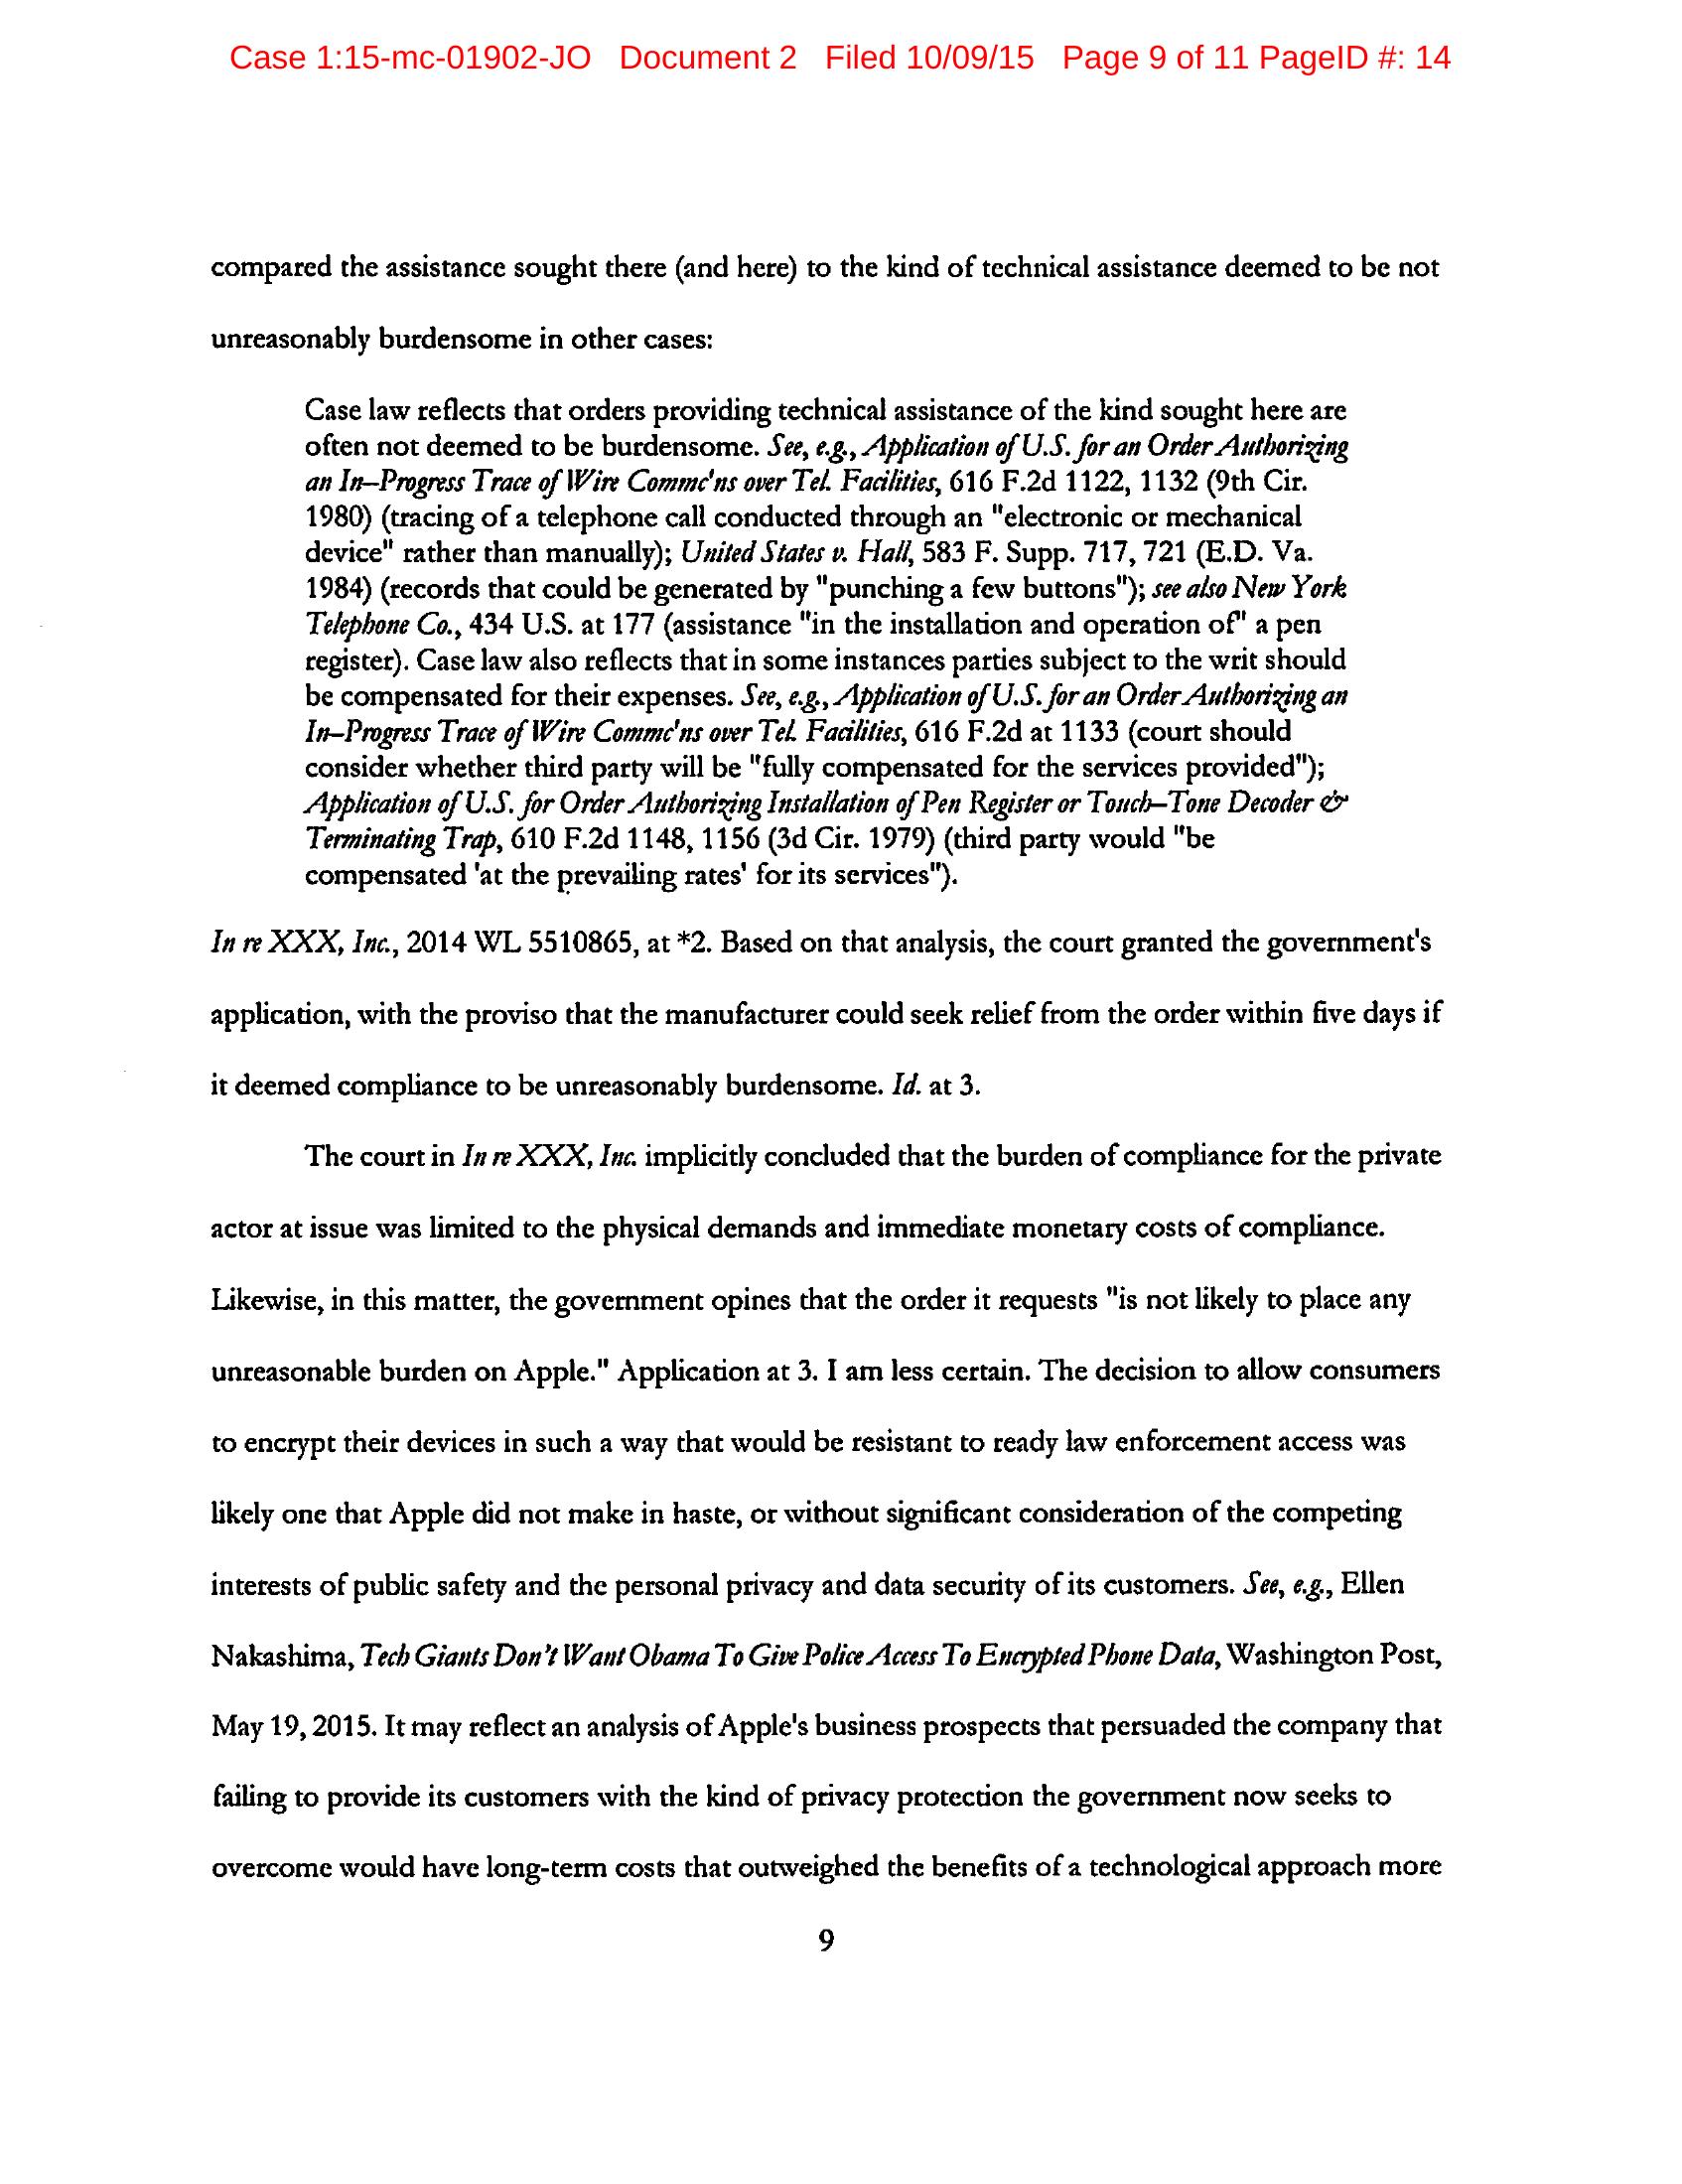 Case 1:15-mc-01902-JO Document 2 Filed 10/09/15 Page 9 of 11 PageID #: 14
compared the assistance sought there (and here) to the kind of technical assistance deemed to be not
unreasonably burdensome in other cases:
Case law reflects that orders providing technical assistance of the kind sought here are
often not deemed to be burdensome. See, e.g., Application of U.S. for an Order Authorizing
an In–Progress Trace of Wire Commc'ns over Tel. Facilities, 616 F.2d 1122, 1132 (9th Cir.
1980) (tracing of a telephone call conducted through an "electronic or mechanical
device" rather than manually); United States v. Hall, 583 F. Supp. 717, 721 (E.D. Va.
1984) (records that could be generated by "punching a few buttons"); see also New York
Telephone Co., 434 U.S. at 177 (assistance "in the installation and operation of" a pen
register). Case law also reflects that in some instances parties subject to the writ should
be compensated for their expenses. See, e.g., Application of U.S. for an Order Authorizing an
In–Progress Trace of Wire Commc'ns over Tel. Facilities, 616 F.2d at 1133 (court should
consider whether third party will be "fully compensated for the services provided");
Application of U.S. for Order Authorizing Installation of Pen Register or Touch–Tone Decoder &
Terminating Trap, 610 F.2d 1148, 1156 (3d Cir. 1979) (third party would "be
compensated 'at the prevailing rates' for its services").
In re XXX, Inc., 2014 WL 5510865, at *2. Based on that analysis, the court granted the government's
application, with the proviso that the manufacturer could seek relief from the order within five days if
it deemed compliance to be unreasonably burdensome. Id. at 3.
The court in In re XXX, Inc. implicitly concluded that the burden of compliance for the private
actor at issue was limited to the physical demands and immediate monetary costs of compliance.
Likewise, in this matter, the government opines that the order it requests "is not likely to place any
unreasonable burden on Apple." Application at 3. I am less certain. The decision to allow consumers
to encrypt their devices in such a way that would be resistant to ready law enforcement access was
likely one that Apple did not make in haste, or without significant consideration of the competing
interests of public safety and the personal privacy and data security of its customers. See, e.g., Ellen
Nakashima, Tech Giants Don't Want Obama To Give Police Access To Encrypted Phone Data, Washington Post,
May 19, 2015. It may reflect an analysis of Apple's business prospects that persuaded the company that
failing to provide its customers with the kind of privacy protection the government now seeks to
overcome would have long-term costs that outweighed the benefits of a technological approach more
9